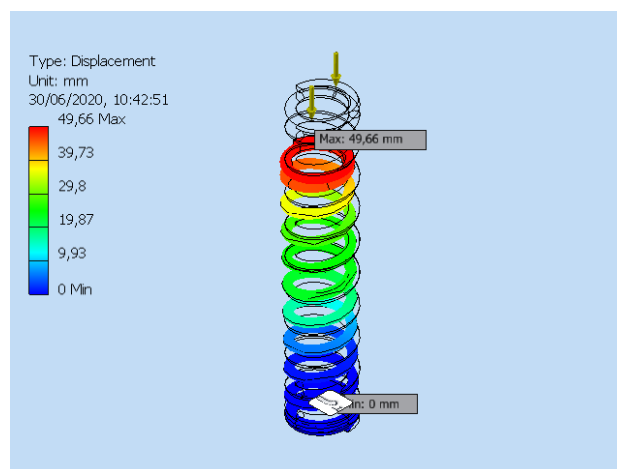 Type: Displacement
Unit: mm
30/06/2020, 10:42:51
49,66 Max
39,73
29,8
19,87
9,93
0 Min
Max: 49,66 mm
in: 0 mm